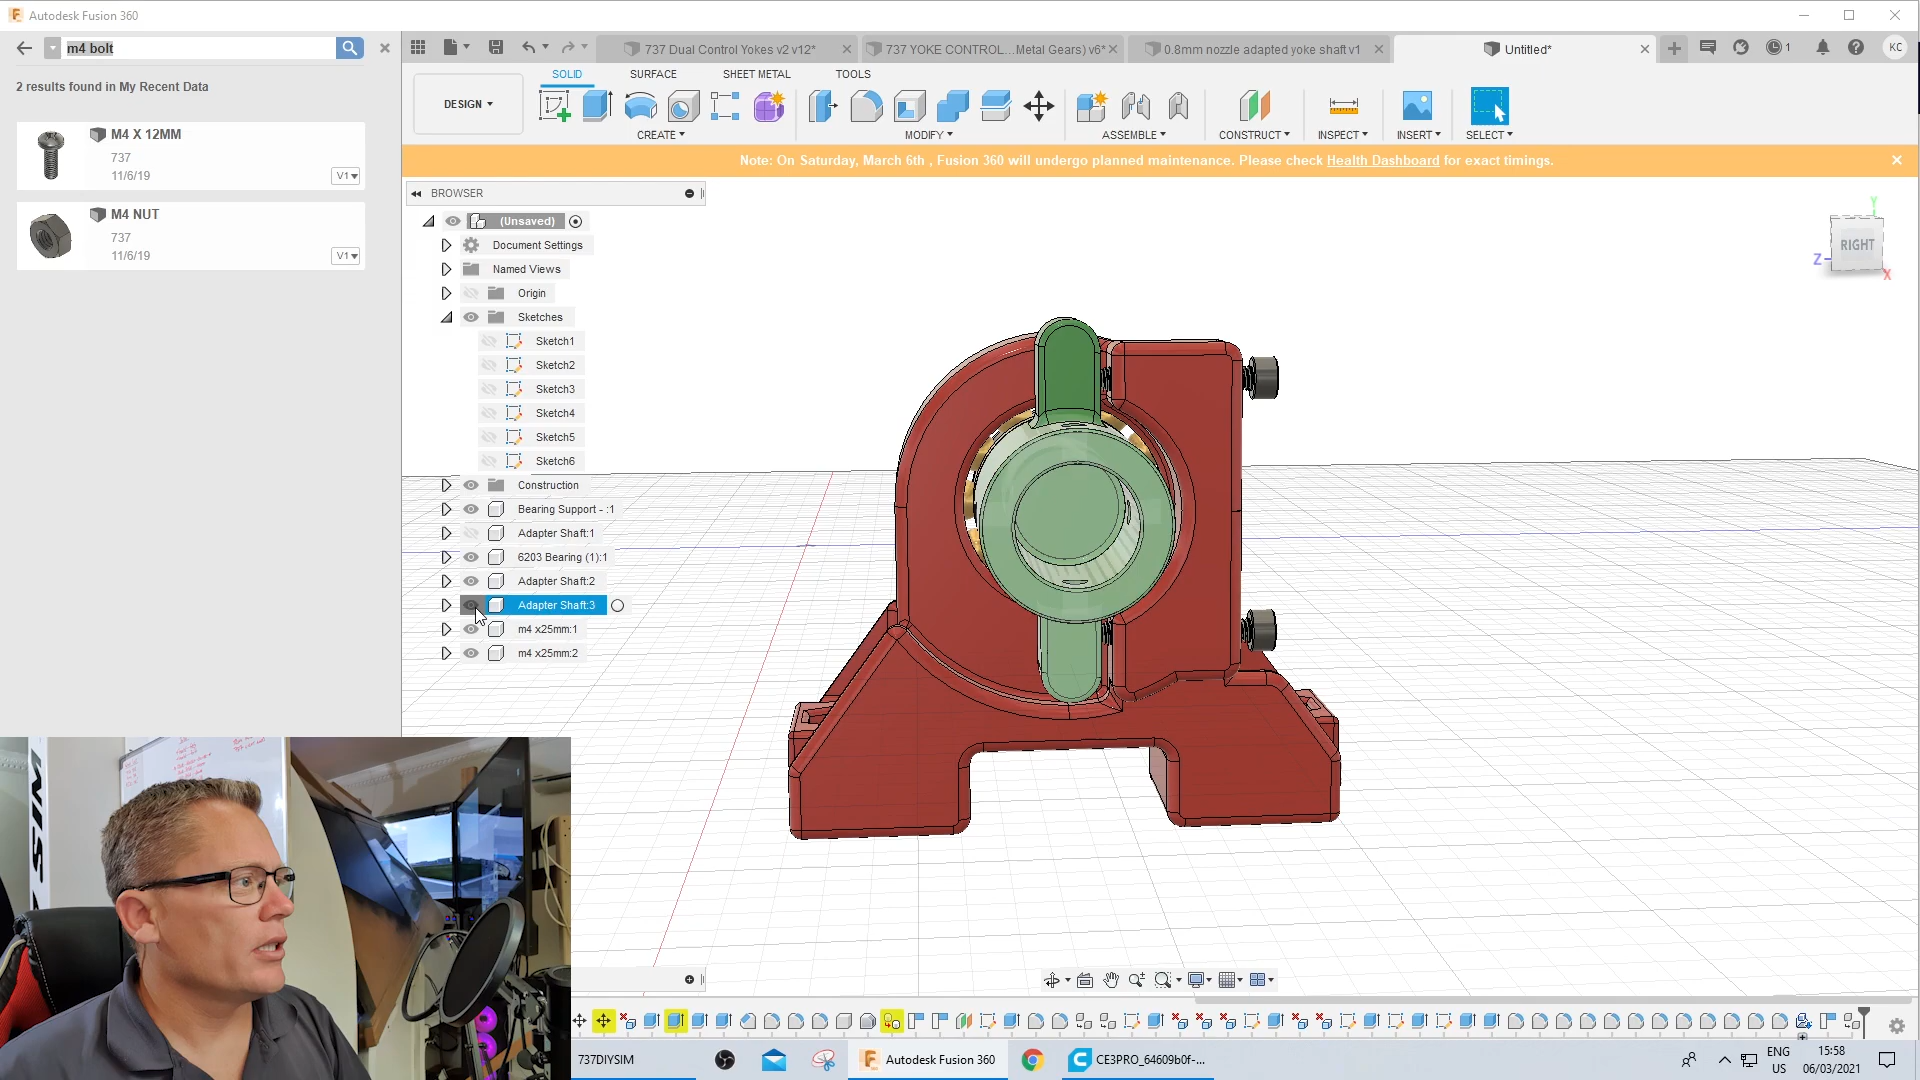 Autodesk Fusion 360
m4 bolt
2 results found in My Recent Data
M4 X 12MM
737
11/6/19
V1
M4 NUT
737
11/6/19
V1
737 Dual Control Yokes v2 v12*
737 YOKE CONTROL...Metal Gears) v6*
0.8mm nozzle adapted yoke shaft v1
Untitled*
1
KC
DESIGN
SOLID
SURFACE
SHEET METAL
TOOLS
CREATE
MODIFY
ASSEMBLE
CONSTRUCT
INSPECT
INSERT
SELECT
Note: On Saturday, March 6th , Fusion 360 will undergo planned maintenance. Please check Health Dashboard for exact timings.
BROWSER
(Unsaved)
Document Settings
Named Views
Origin
Sketches
Sketch1
Sketch2
Sketch3
Sketch4
Sketch5
Sketch6
Construction
Bearing Support - :1
Adapter Shaft:1
6203 Bearing (1):1
Adapter Shaft:2
Adapter Shaft:3
m4 x25mm:1
m4 x25mm:2
Y
RIGHT
Z
X
737DIYSIM
Autodesk Fusion 360
CE3PRO_64609b0f-...
ENG
US
15:58
06/03/2021